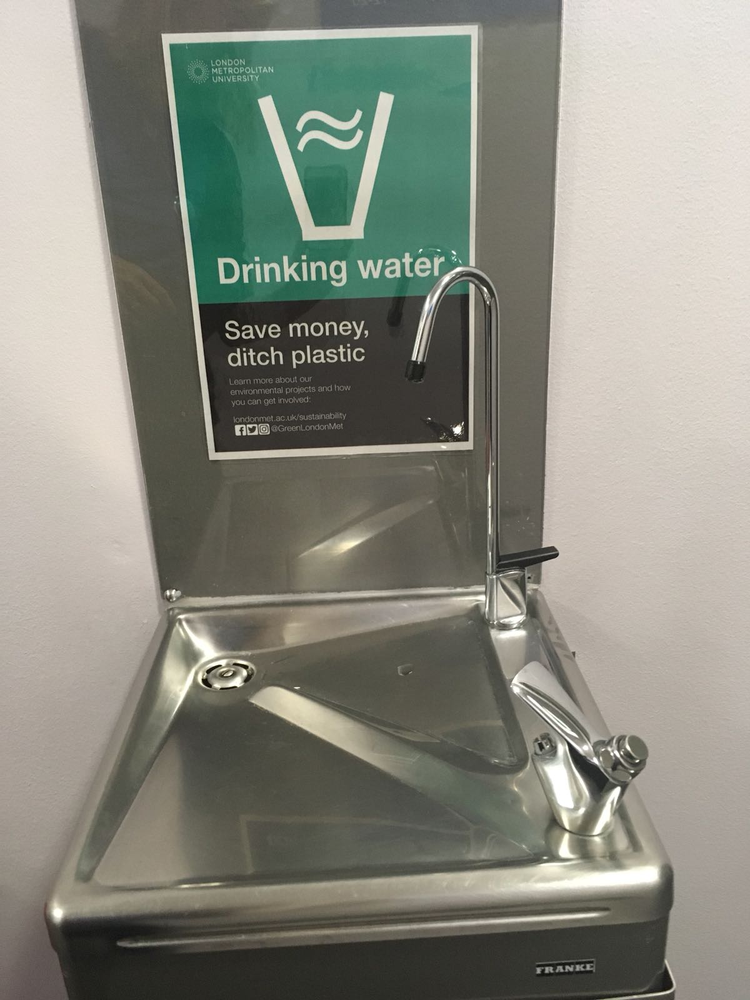 LONDON
METROPOLITAN
UNIVERSITY
Drinking water
Save money,
ditch plastic
Learn more about our
environmental projects and how
you can get involved:
londonmet.ac.uk/sustainability
@GreenLondonMet
FRANKE